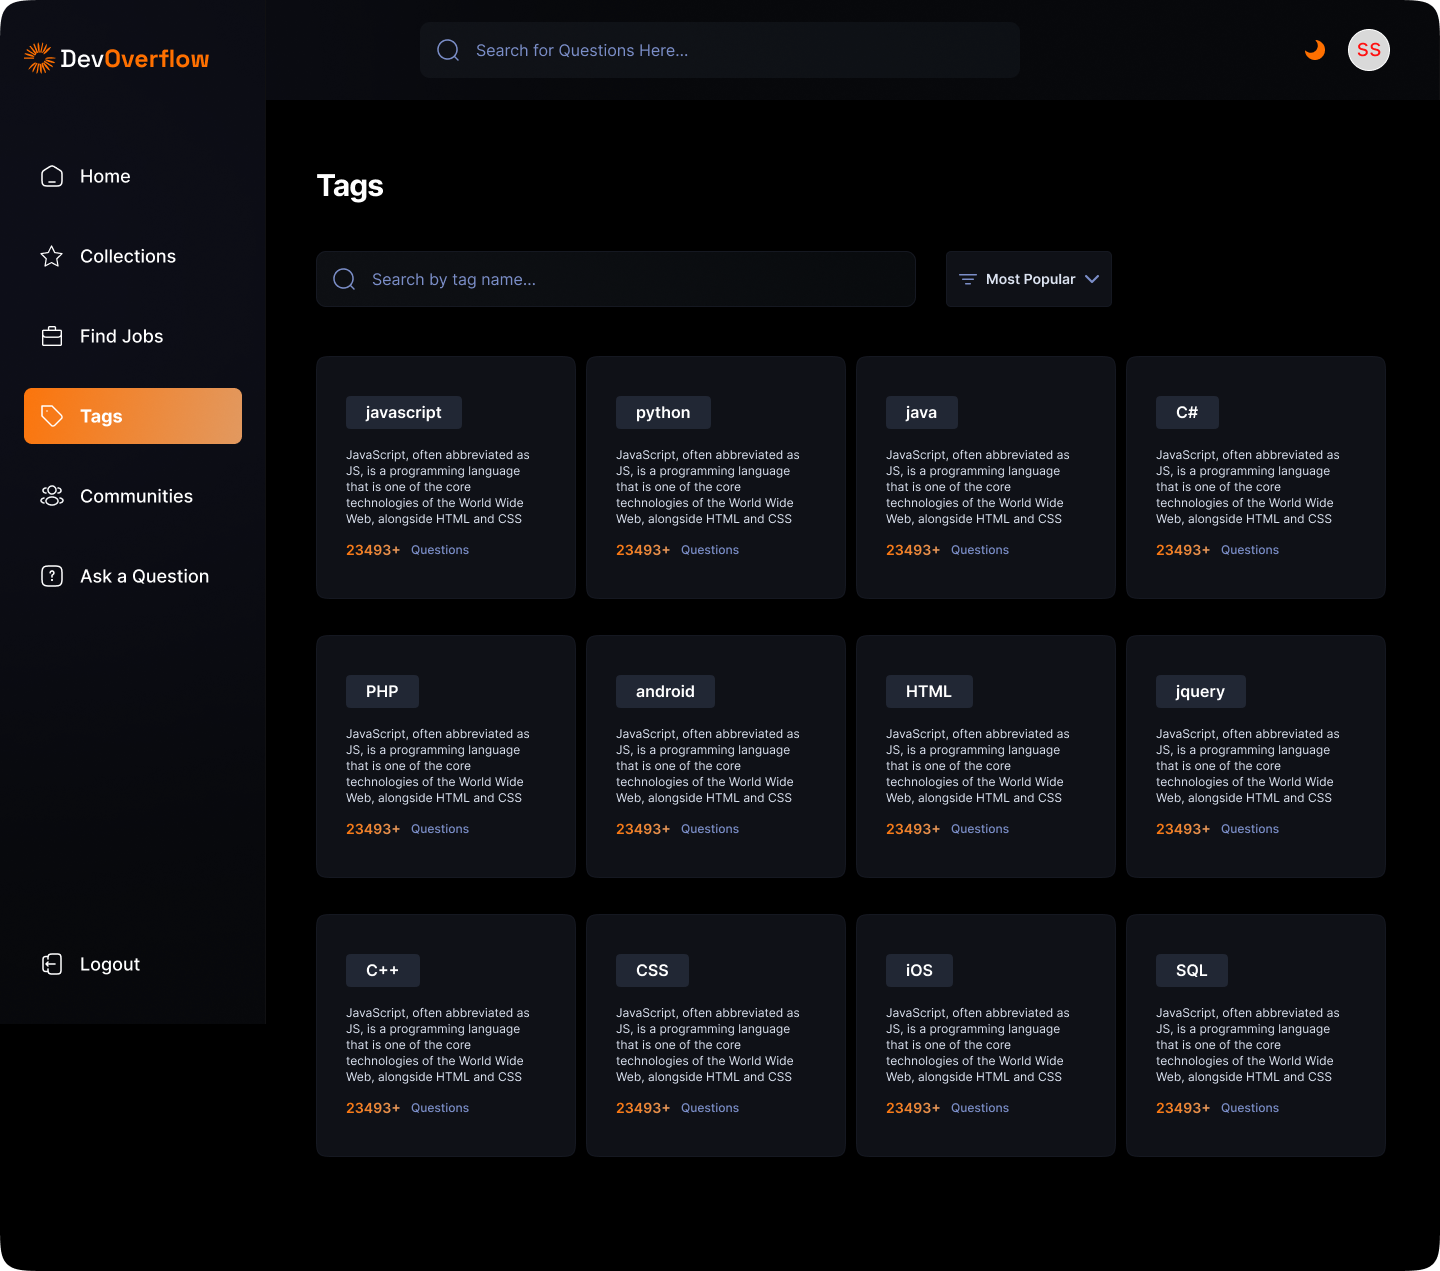 DevOverflow
Search for Questions Here...
SS
Home
Collections
Find Jobs
Tags
Communities
Ask a Question
Logout
Tags
Search by tag name...
Most Popular
javascript
JavaScript, often abbreviated as
JS, is a programming language
that is one of the core
technologies of the World Wide
Web, alongside HTML and CSS
23493+ Questions
python
JavaScript, often abbreviated as
JS, is a programming language
that is one of the core
technologies of the World Wide
Web, alongside HTML and CSS
23493+ Questions
java
JavaScript, often abbreviated as
JS, is a programming language
that is one of the core
technologies of the World Wide
Web, alongside HTML and CSS
23493+ Questions
C#
JavaScript, often abbreviated as
JS, is a programming language
that is one of the core
technologies of the World Wide
Web, alongside HTML and CSS
23493+ Questions
PHP
JavaScript, often abbreviated as
JS, is a programming language
that is one of the core
technologies of the World Wide
Web, alongside HTML and CSS
23493+ Questions
android
JavaScript, often abbreviated as
JS, is a programming language
that is one of the core
technologies of the World Wide
Web, alongside HTML and CSS
23493+ Questions
HTML
JavaScript, often abbreviated as
JS, is a programming language
that is one of the core
technologies of the World Wide
Web, alongside HTML and CSS
23493+ Questions
jquery
JavaScript, often abbreviated as
JS, is a programming language
that is one of the core
technologies of the World Wide
Web, alongside HTML and CSS
23493+ Questions
C++
JavaScript, often abbreviated as
JS, is a programming language
that is one of the core
technologies of the World Wide
Web, alongside HTML and CSS
23493+ Questions
CSS
JavaScript, often abbreviated as
JS, is a programming language
that is one of the core
technologies of the World Wide
Web, alongside HTML and CSS
23493+ Questions
iOS
JavaScript, often abbreviated as
JS, is a programming language
that is one of the core
technologies of the World Wide
Web, alongside HTML and CSS
23493+ Questions
SQL
JavaScript, often abbreviated as
JS, is a programming language
that is one of the core
technologies of the World Wide
Web, alongside HTML and CSS
23493+ Questions